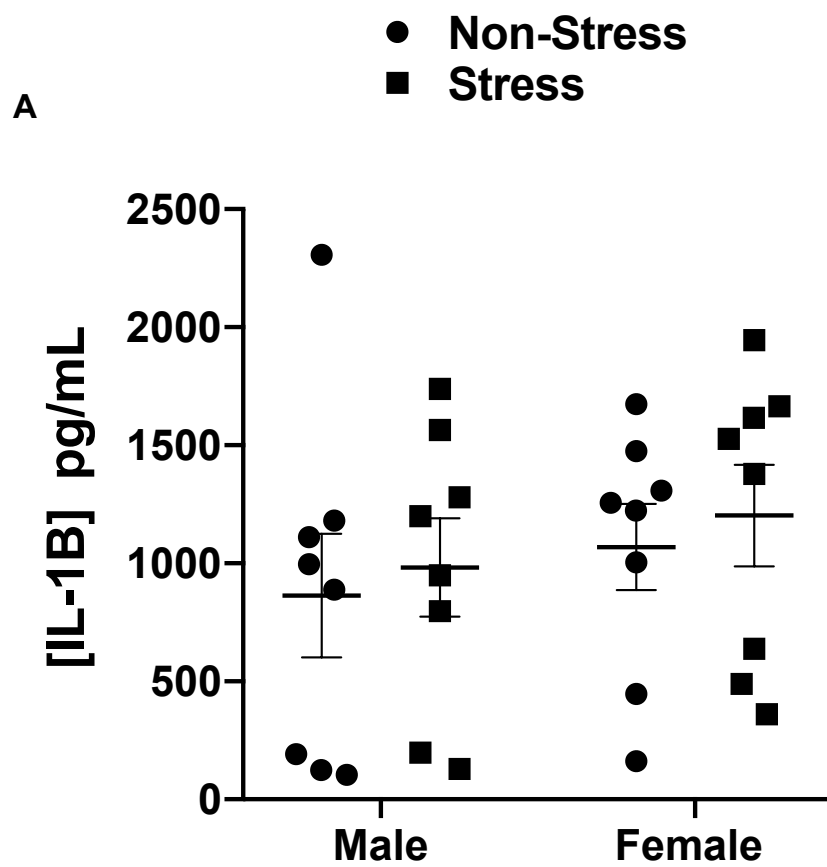 Non-Stress
Stress
A
2500
2000
1500
1000
500
0
[IL-1B] pg/mL
Male Female